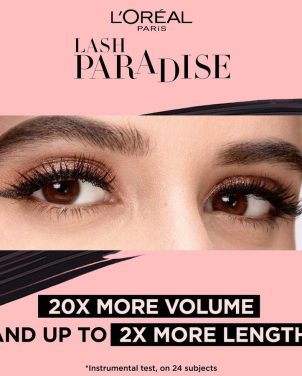 L'ORÉAL
PARIS
LASH
PARADISE
20X MORE VOLUME
AND UP TO 2X MORE LENGTH
*Instrumental test, on 24 subjects